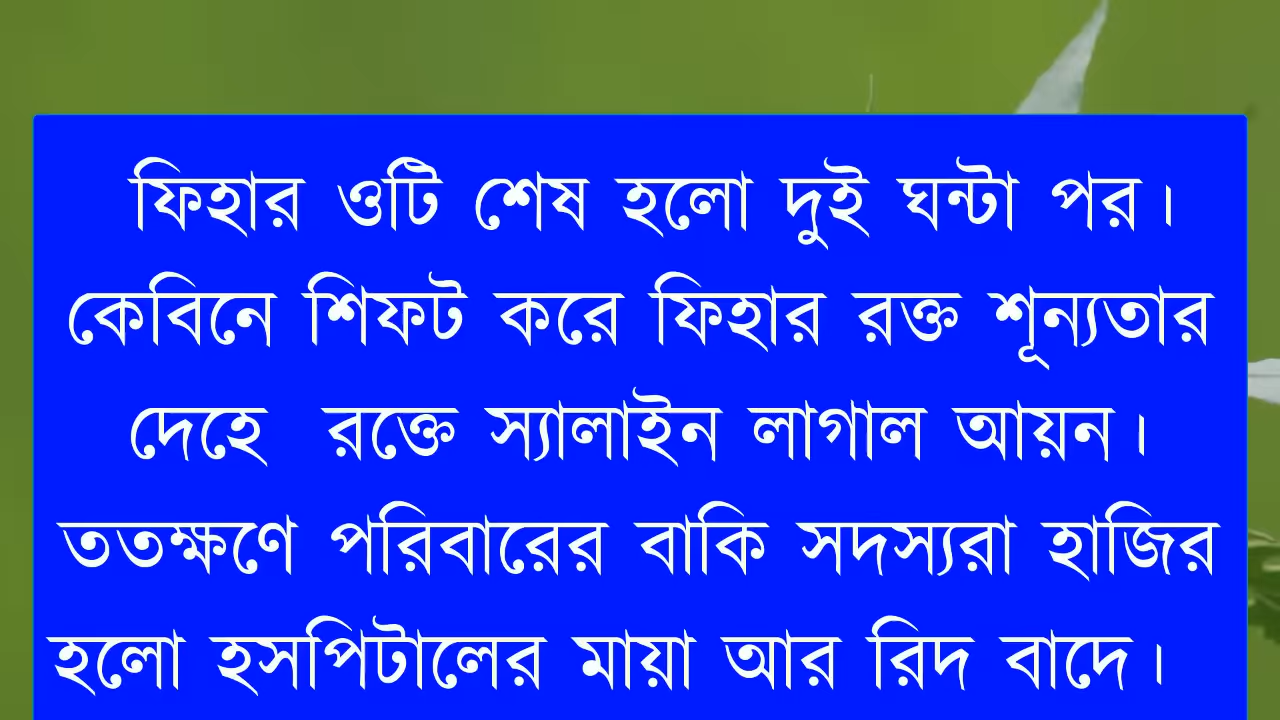 ফিহার ওটি শেষ হলো দুই ঘন্টা পর।
কেবিনে শিফট করে ফিহার রক্ত শূন্যতার
দেহে রক্তে স্যালাইন লাগাল আয়ন।
ততক্ষণে পরিবারের বাকি সদস্যরা হাজির
হলো হসপিটালের মায়া আর রিদ বাদে।